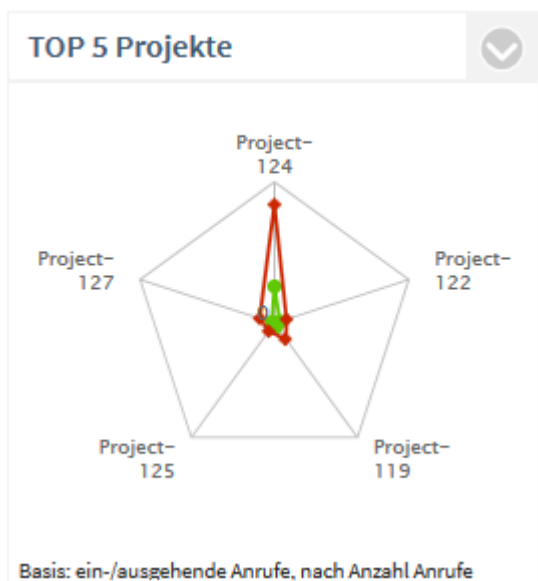 TOP 5 Projekte
Project-
124
Project-
127
Project-
122
0
Project-
125
Project-
119
Basis: ein-/ausgehende Anrufe, nach Anzahl Anrufe